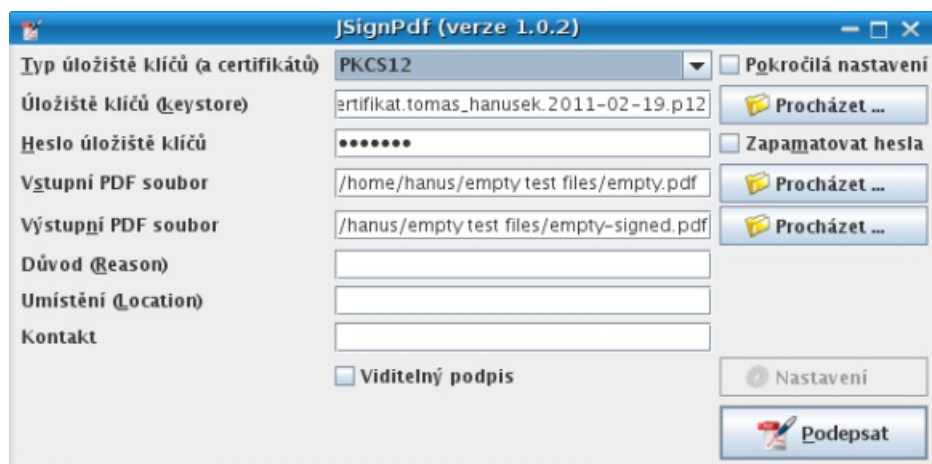 JSignPdf (verze 1.0.2)
Typ úložiště klíčů (a certifikátů) PKCS12 Pokročilá nastavení
Úložiště klíčů (keystore) ertifikat.tomas_hanusek.2011-02-19.p12 Procházet ...
Heslo úložiště klíčů ••••••• Zapamatovat hesla
Vstupní PDF soubor /home/hanus/empty test files/empty.pdf Procházet ...
Výstupní PDF soubor /hanus/empty test files/empty-signed.pdf Procházet ...
Důvod (Reason)
Umístění (Location)
Kontakt
Viditelný podpis Nastavení
Podepsat